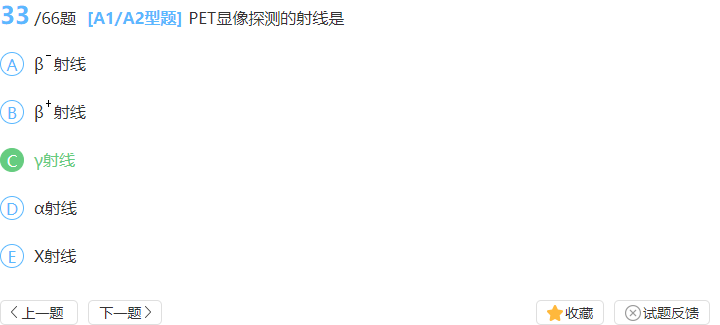 33/66题 [A1/A2型题] PET显像探测的射线是
A β⁻射线
B β⁺射线
C γ射线
D α射线
E X射线
上一题 下一题 收藏 试题反馈